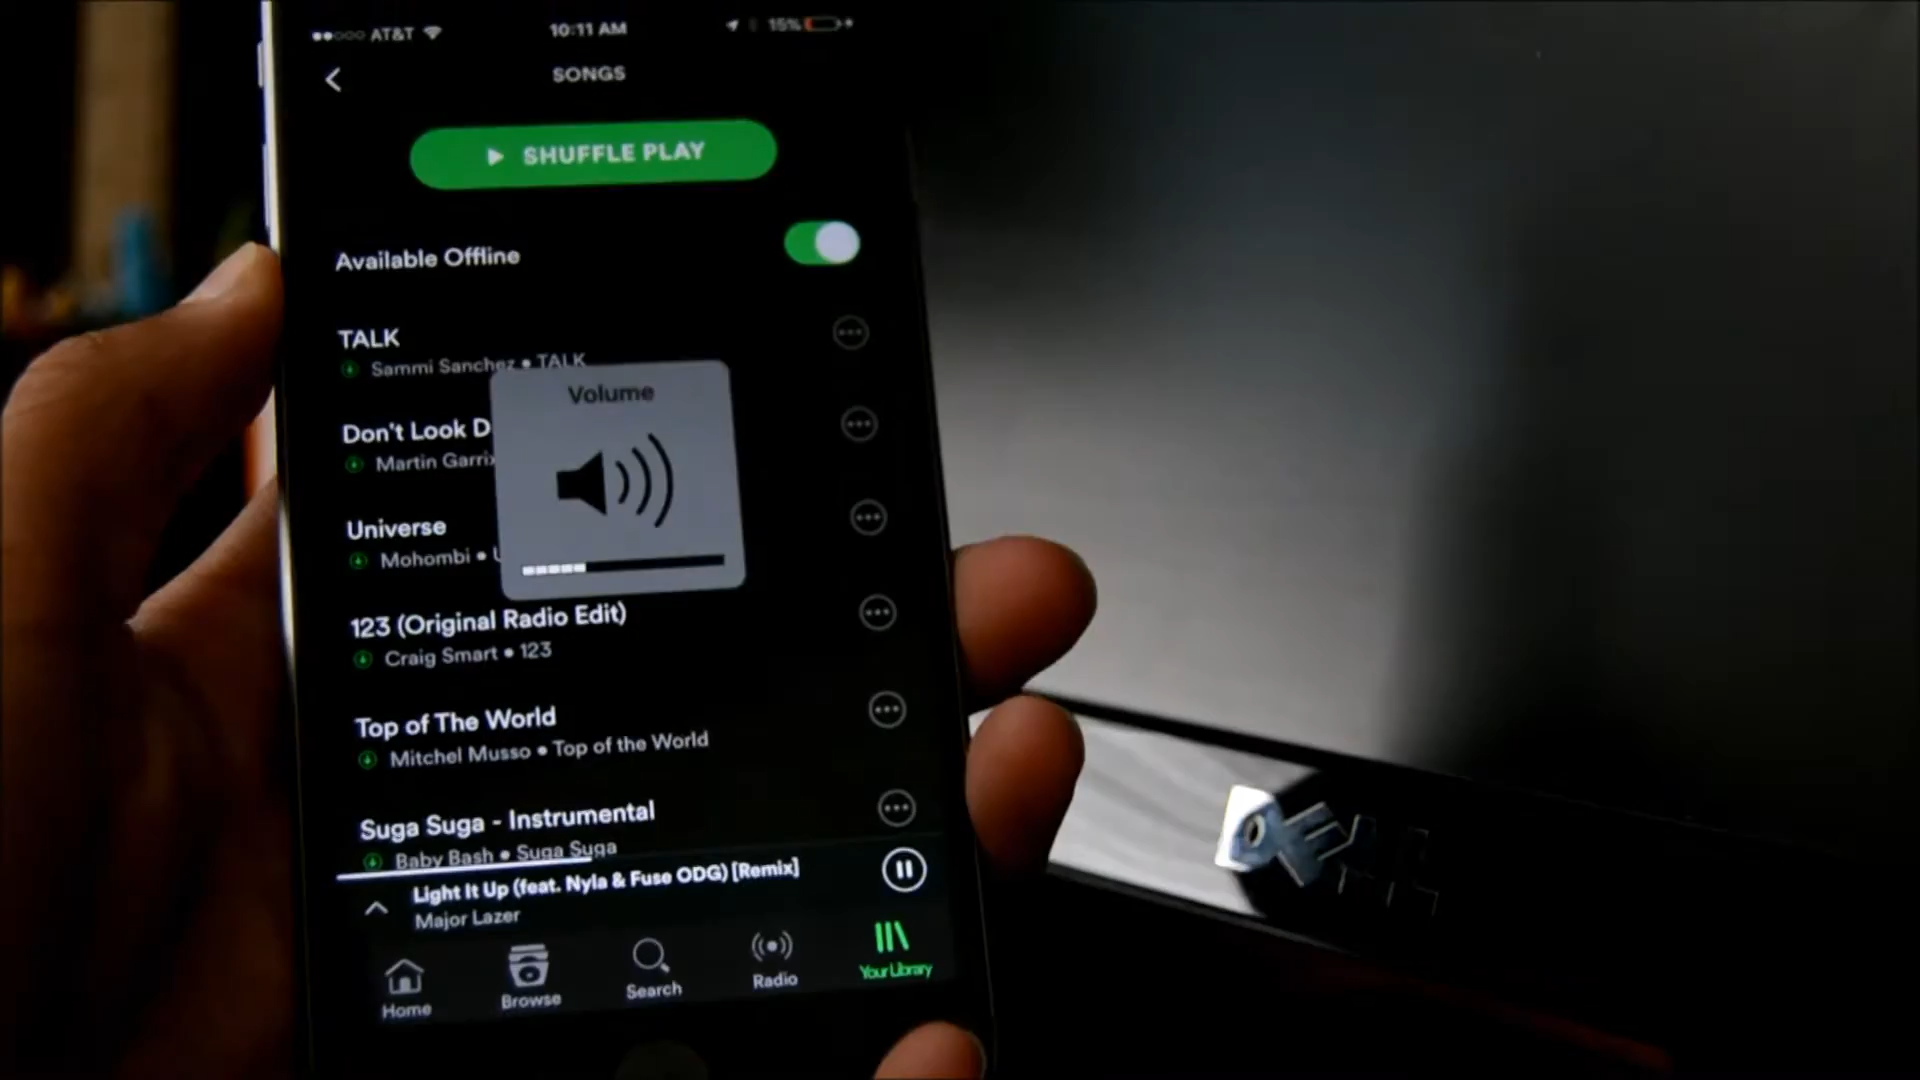 AT&T 10:11 AM 15%
SONGS
SHUFFLE PLAY
Available Offline
TALK
Sammi Sanchez • TALK
Volume
Don't Look D
Martin Garrix
Universe
Mohombi •
123 (Original Radio Edit)
Craig Smart • 123
Top of The World
Mitchel Musso • Top of the World
Suga Suga - Instrumental
Baby Bash • Suga Suga
Light It Up (feat. Nyla & Fuse ODG) [Remix]
Major Lazer
Home Browse Search Radio Your Library